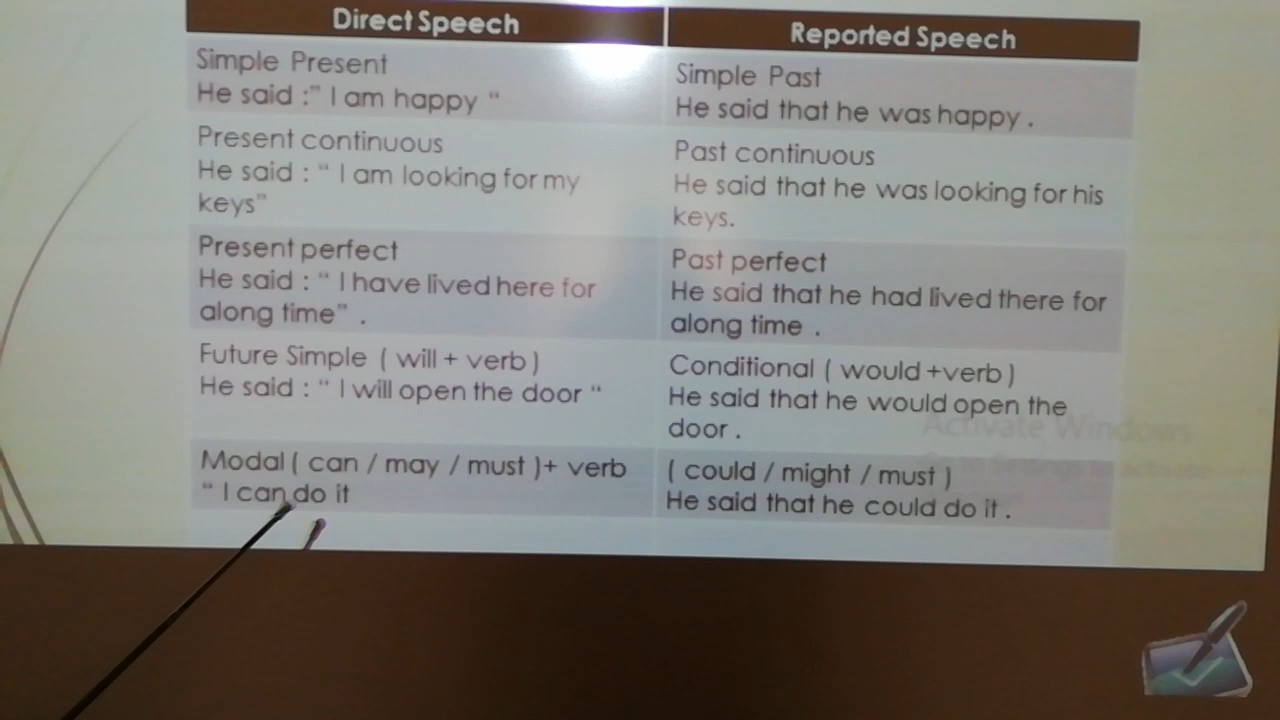 Direct Speech
Reported Speech
Simple Present
He said :" I am happy "
Simple Past
He said that he was happy .
Present continuous
He said : " I am looking for my
keys"
Past continuous
He said that he was looking for his
keys.
Present perfect
He said : " I have lived here for
along time" .
Past perfect
He said that he had lived there for
along time .
Future Simple ( will + verb )
He said : " I will open the door "
Conditional ( would +verb )
He said that he would open the
door .
Modal ( can / may / must )+ verb
" I can do it
( could / might / must )
He said that he could do it .
Activate Windows
Go to Settings to activate